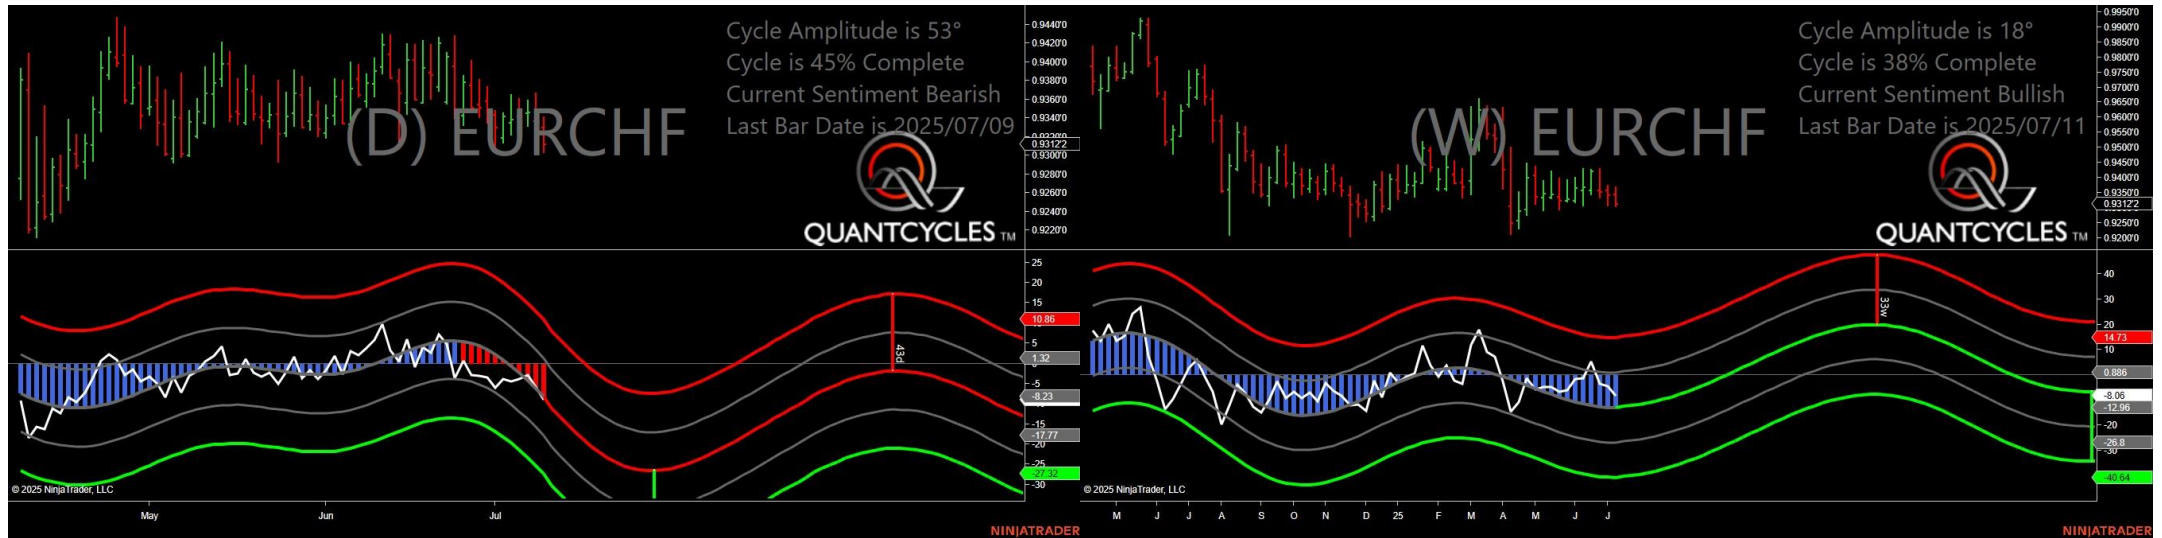 Cycle Amplitude is 53°
Cycle is 45% Complete
Current Sentiment Bearish
Last Bar Date is 2025/07/09
(D) EURCHF
QUANTCYCLES TM
0.9440'0
0.9420'0
0.9400'0
0.9380'0
0.9360'0
0.9340'0
0.9312'2
0.9300'0
0.9280'0
0.9260'0
0.9240'0
0.9220'0
25
20
15
10.86
5
1.32
-5
-8.23
-15
-17.77
-20
-25
-27.32
-30
43d
© 2025 NinjaTrader, LLC
May
Jun
Jul
NINJATRADER
Cycle Amplitude is 18°
Cycle is 38% Complete
Current Sentiment Bullish
Last Bar Date is 2025/07/11
(W) EURCHF
QUANTCYCLES TM
0.9950'0
0.9900'0
0.9850'0
0.9800'0
0.9750'0
0.9700'0
0.9650'0
0.9600'0
0.9550'0
0.9500'0
0.9450'0
0.9400'0
0.9350'0
0.9312'2
0.9250'0
0.9200'0
40
30
20
14.73
10
0.886
-8.06
-12.96
-20
-26.8
-30
-40.64
33w
© 2025 NinjaTrader, LLC
M
J
J
A
S
O
N
D
25
F
M
A
M
J
J
NINJATRADER